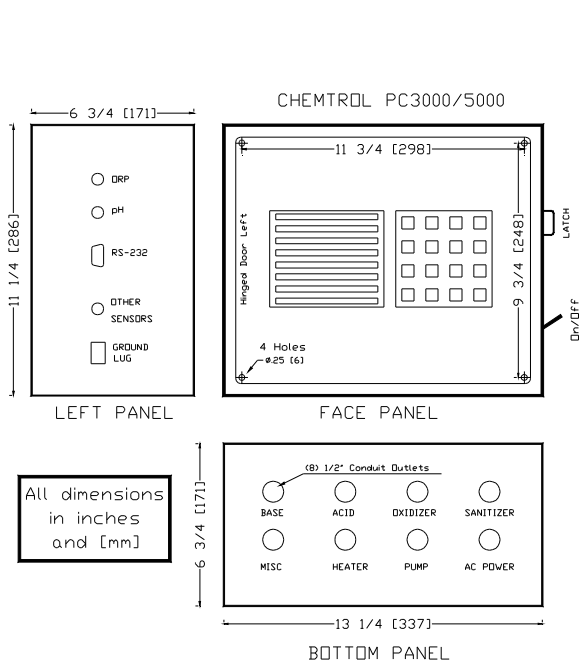 CHEMTROL PC3000/5000
6 3/4 [171]
11 1/4 [286]
ORP
pH
RS-232
OTHER
SENSORS
GROUND
LUG
LEFT PANEL
11 3/4 [298]
Hinged Door Left
9 3/4 [248]
4 Holes
ø.25 [6]
LATCH
On/Off
FACE PANEL
All dimensions
in inches
and [mm]
6 3/4 [171]
(8) 1/2" Conduit Outlets
BASE ACID OXIDIZER SANITIZER
MISC HEATER PUMP AC POWER
13 1/4 [337]
BOTTOM PANEL